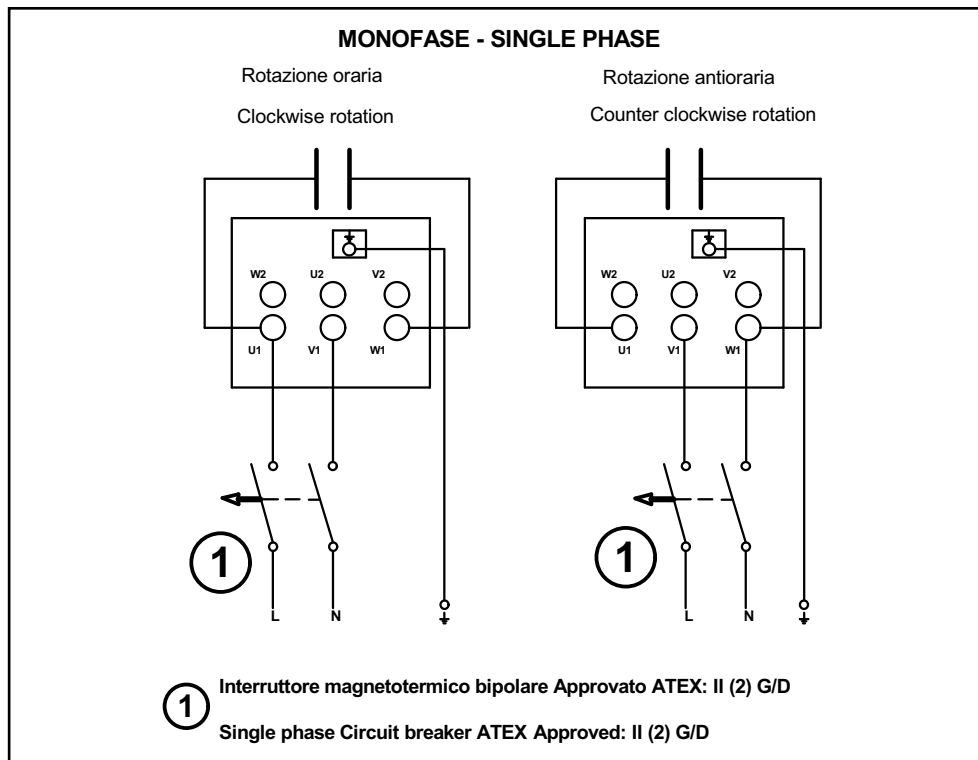 MONOFASE - SINGLE PHASE
Rotazione oraria
Clockwise rotation
Rotazione antioraria
Counter clockwise rotation
W2 U2 V2
U1 V1 W1
W2 U2 V2
U1 V1 W1
1
1
L N
L N
1
Interruttore magnetotermico bipolare Approvato ATEX: II (2) G/D
Single phase Circuit breaker ATEX Approved: II (2) G/D